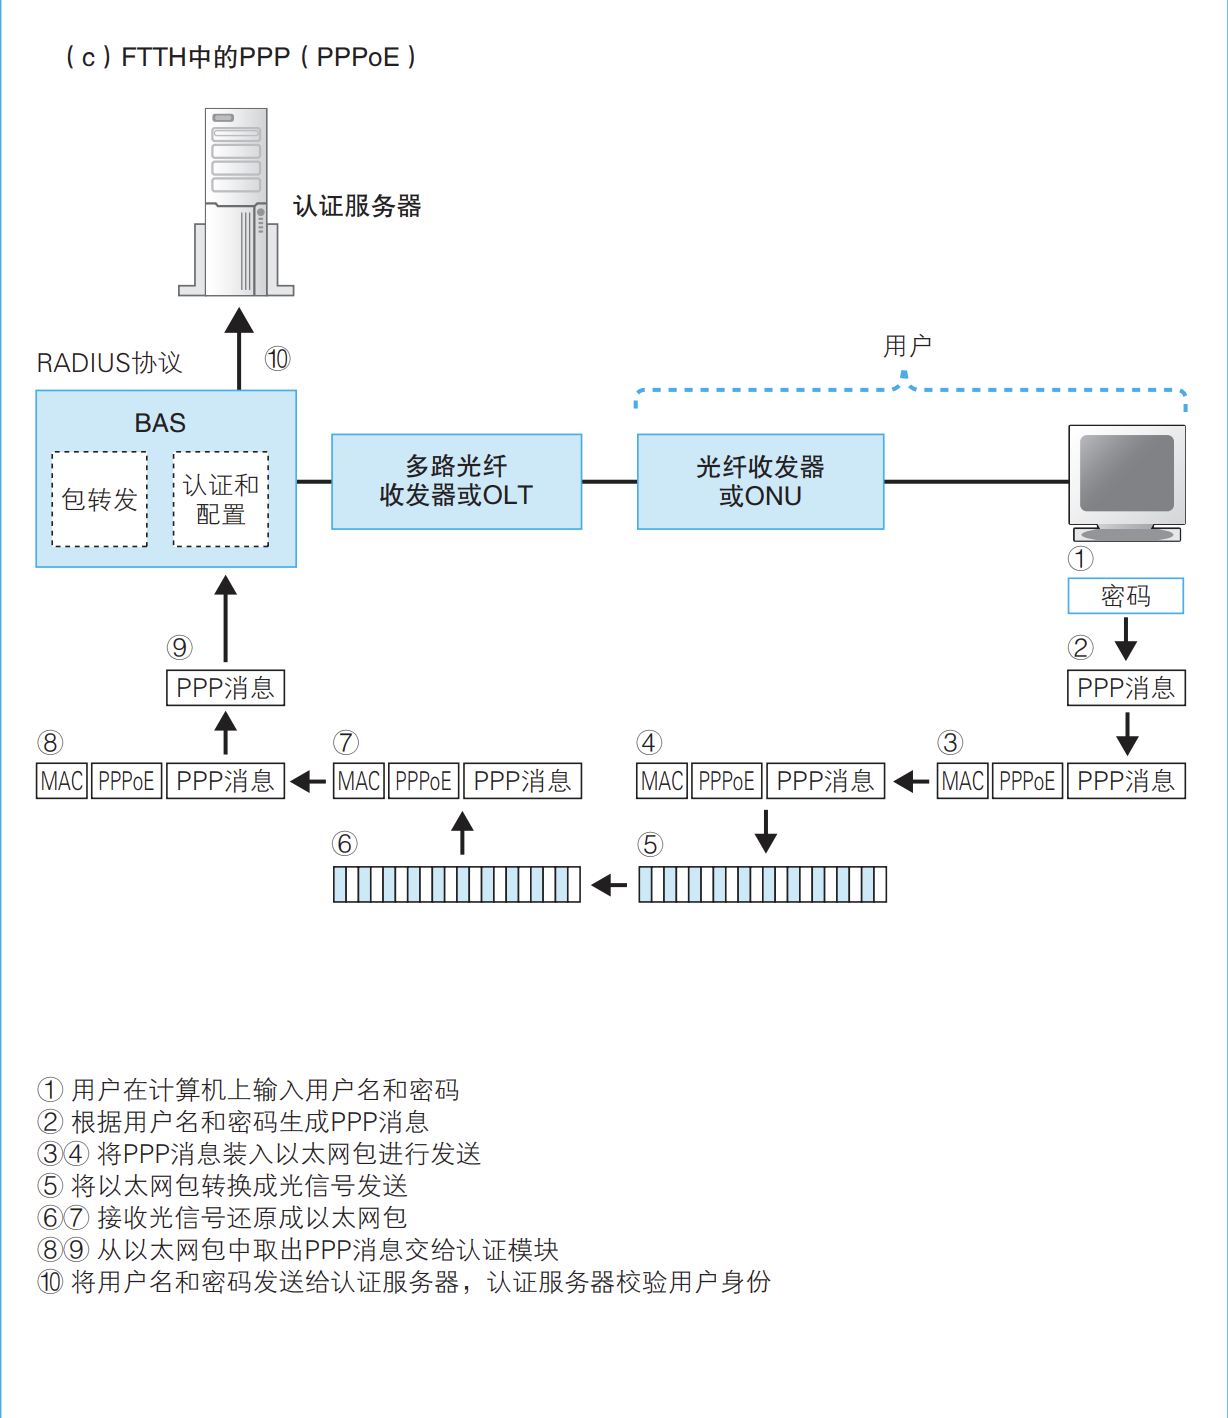 （c）FTTH中的PPP（PPPoE）
认证服务器
RADIUS协议
⑩
用户
BAS
包转发
认证和
配置
多路光纤
收发器或OLT
光纤收发器
或ONU
①
密码
②
PPP消息
⑨
PPP消息
⑧
MAC PPPoE PPP消息
⑦
MAC PPPoE PPP消息
④
MAC PPPoE PPP消息
③
MAC PPPoE PPP消息
⑥
⑤
① 用户在计算机上输入用户名和密码
② 根据用户名和密码生成PPP消息
③④ 将PPP消息装入以太网包进行发送
⑤ 将以太网包转换成光信号发送
⑥⑦ 接收光信号还原成以太网包
⑧⑨ 从以太网包中取出PPP消息交给认证模块
⑩ 将用户名和密码发送给认证服务器，认证服务器校验用户身份